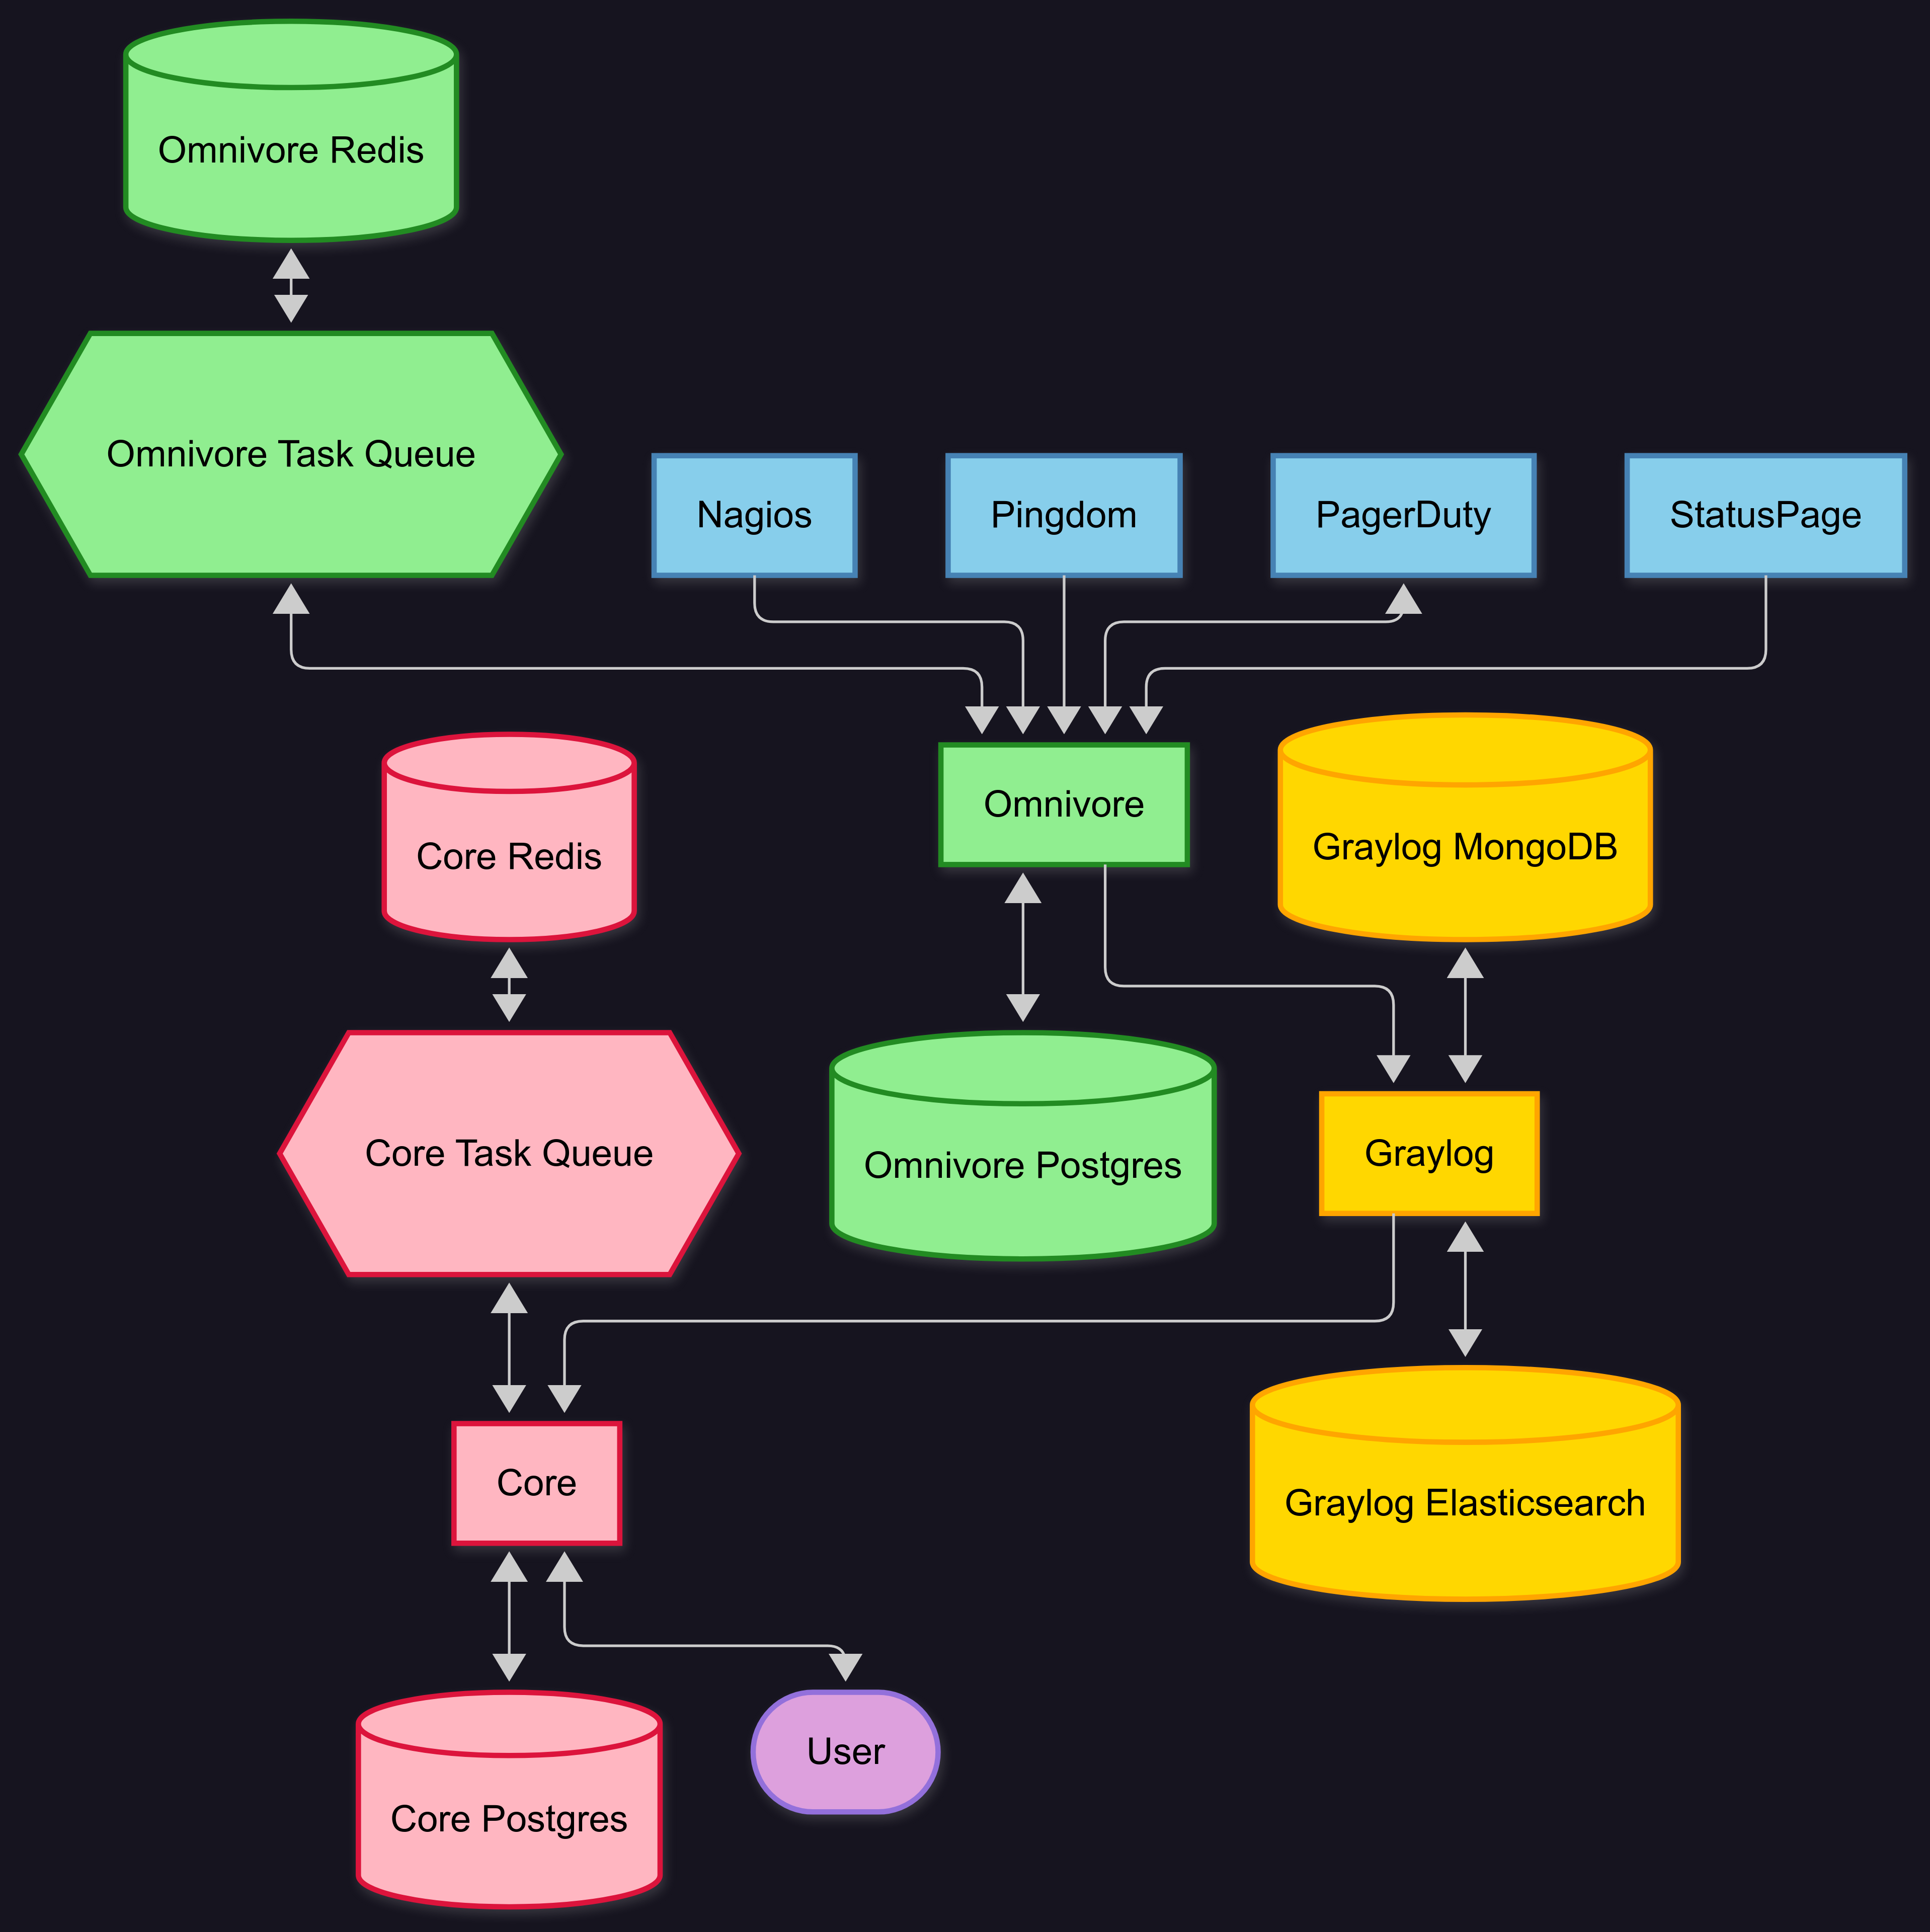 Omnivore Redis
Omnivore Task Queue
Nagios
Pingdom
PagerDuty
StatusPage
Omnivore
Graylog MongoDB
Core Redis
Core Task Queue
Omnivore Postgres
Graylog
Core
Graylog Elasticsearch
User
Core Postgres